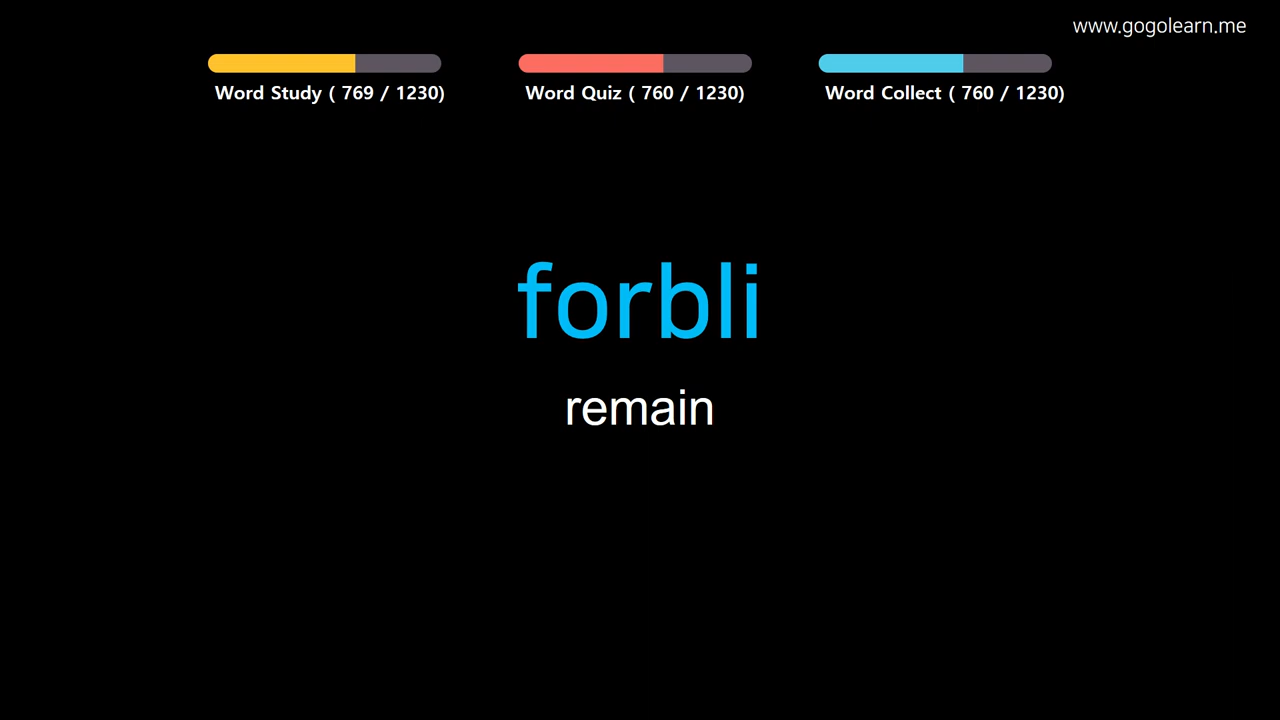 www.gogolearn.me
Word Study ( 769 / 1230)
Word Quiz ( 760 / 1230)
Word Collect ( 760 / 1230)
forbli
remain